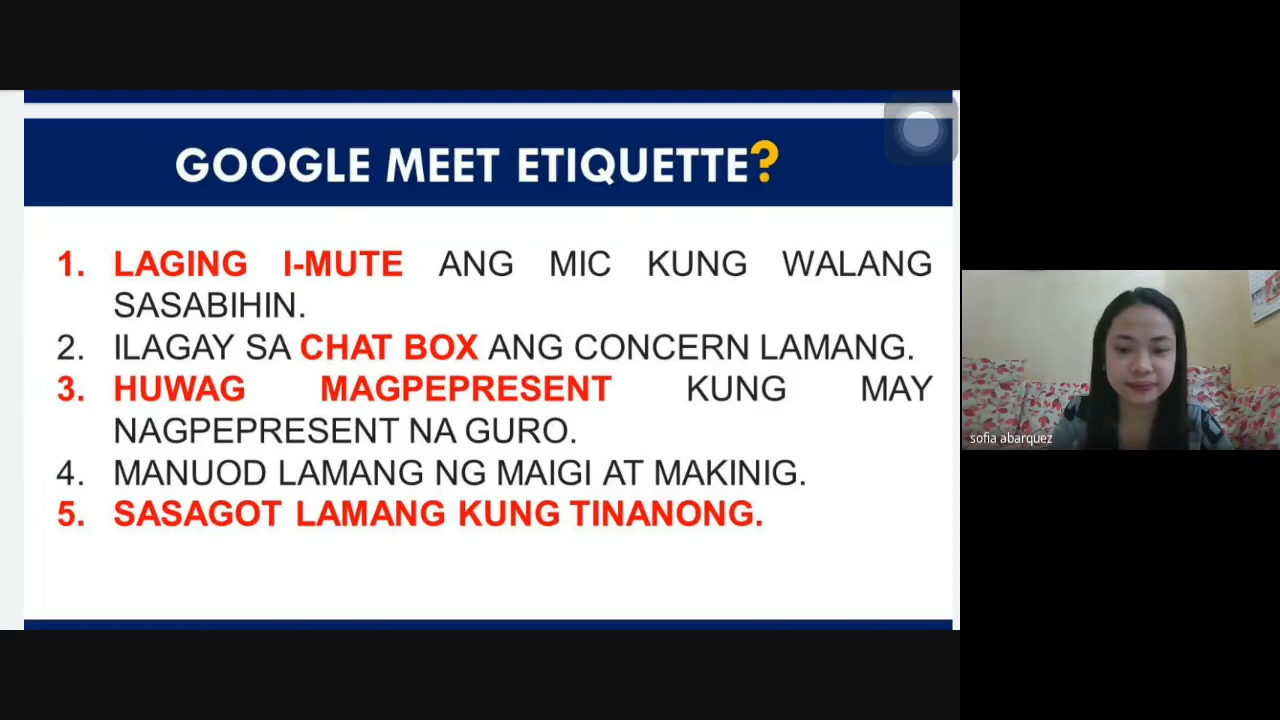 GOOGLE MEET ETIQUETTE?
1. LAGING I-MUTE ANG MIC KUNG WALANG
SASABIHIN.
2. ILAGAY SA CHAT BOX ANG CONCERN LAMANG.
3. HUWAG MAGPEPRESENT KUNG MAY
NAGPEPRESENT NA GURO.
4. MANUOD LAMANG NG MAIGI AT MAKINIG.
5. SASAGOT LAMANG KUNG TINANONG.
sofia abarquez